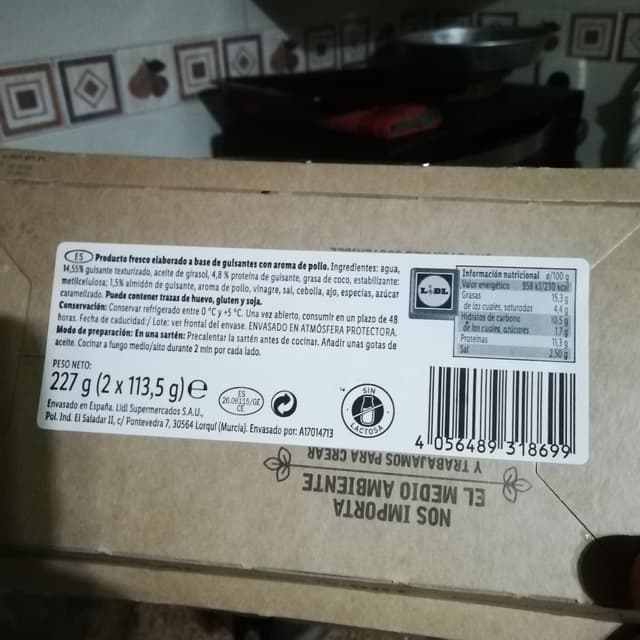 ES Producto fresco elaborado a base de guisantes con aroma de pollo. Ingredientes: agua,
14,55% guisante texturizado, aceite de girasol, 4,8 % proteína de guisante, grasa de coco, estabilizante:
metilcelulosa; 1,5% almidón de guisante, aroma de pollo, vinagre, sal, cebolla, ajo, especias, azúcar
caramelizado. Puede contener trazas de huevo, gluten y soja.
Conservación: Conservar refrigerado entre 0 °C y +5 °C. Una vez abierto, consumir en un plazo de 48
horas. Fecha de caducidad:/ Lote: ver frontal del envase. ENVASADO EN ATMÓSFERA PROTECTORA.
Modo de preparación: En una sartén: Precalentar la sartén antes de cocinar. Añadir unas gotas de
aceite. Cocinar a fuego medio/alto durante 2 min por cada lado.
PESO NETO:
227 g (2 x 113,5 g) e
ES
26.06115/GE
CE
SIN
LACTOSA
Envasado en España. Lidl Supermercados S.A.U.,
Pol. Ind. El Saladar II, c/ Pontevedra 7, 30564 Lorquí (Murcia). Envasado por: A17014713
LIDL
Información nutricional ø/100 g
Valor energético 958 kJ/230 kcal
Grasas 15,3 g
de las cuales, saturadas 4,4 g
Hidratos de carbono 10,5 g
de los cuales, azúcares 1,7 g
Proteínas 11,3 g
Sal 2,50 g
4 056489 318699
NOS IMPORTA
EL MEDIO AMBIENTE
Y TRABAJAMOS PARA CREAR